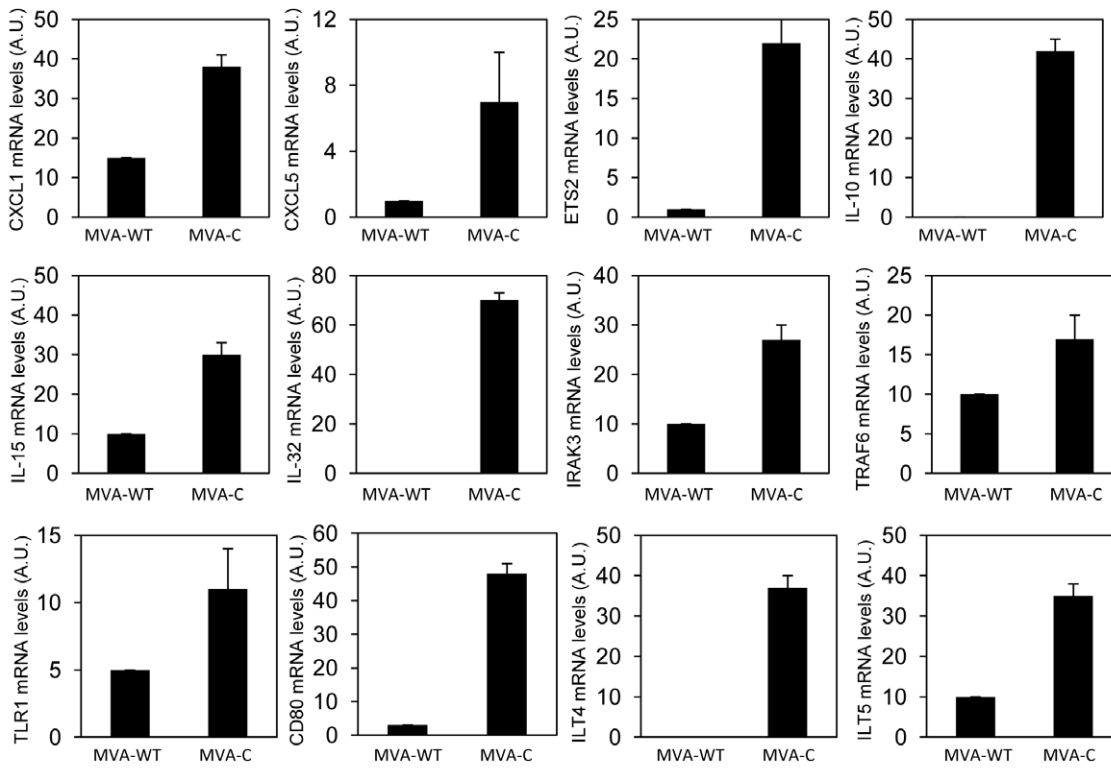 CXCL1 mRNA levels (A.U.)
50
40
30
20
10
0
MVA-WT MVA-C
CXCL5 mRNA levels (A.U.)
12
8
4
0
MVA-WT MVA-C
ETS2 mRNA levels (A.U.)
25
20
15
10
5
0
MVA-WT MVA-C
IL-10 mRNA levels (A.U.)
50
40
30
20
10
0
MVA-WT MVA-C
IL-15 mRNA levels (A.U.)
50
40
30
20
10
0
MVA-WT MVA-C
IL-32 mRNA levels (A.U.)
80
60
40
20
0
MVA-WT MVA-C
IRAK3 mRNA levels (A.U.)
40
30
20
10
0
MVA-WT MVA-C
TRAF6 mRNA levels (A.U.)
25
20
15
10
5
0
MVA-WT MVA-C
TLR1 mRNA levels (A.U.)
15
10
5
0
MVA-WT MVA-C
CD80 mRNA levels (A.U.)
60
50
40
30
20
10
0
MVA-WT MVA-C
ILT4 mRNA levels (A.U.)
50
40
30
20
10
0
MVA-WT MVA-C
ILT5 mRNA levels (A.U.)
50
40
30
20
10
0
MVA-WT MVA-C